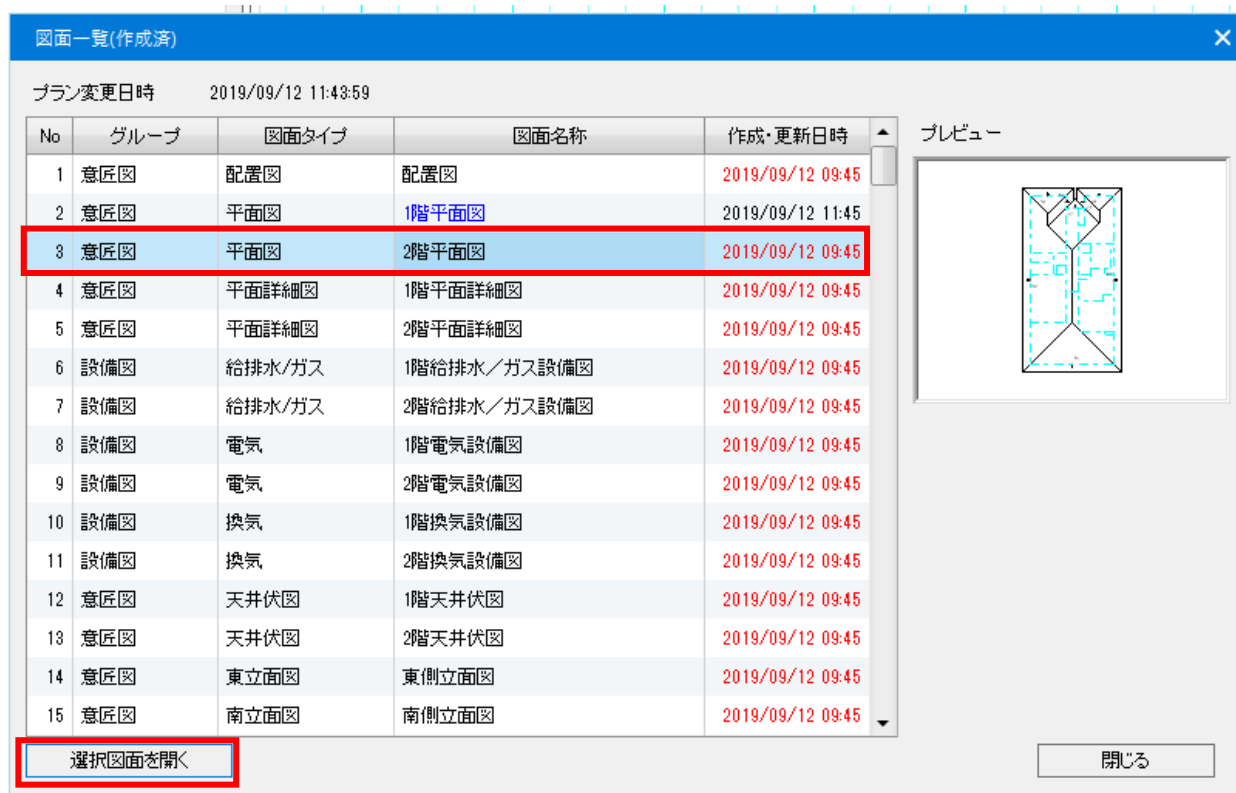 図面一覧(作成済)
プラン変更日時 2019/09/12 11:43:59
No グループ 図面タイプ 図面名称 作成・更新日時 プレビュー
1 意匠図 配置図 配置図 2019/09/12 09:45
2 意匠図 平面図 1階平面図 2019/09/12 11:45
3 意匠図 平面図 2階平面図 2019/09/12 09:45
4 意匠図 平面詳細図 1階平面詳細図 2019/09/12 09:45
5 意匠図 平面詳細図 2階平面詳細図 2019/09/12 09:45
6 設備図 給排水/ガス 1階給排水／ガス設備図 2019/09/12 09:45
7 設備図 給排水/ガス 2階給排水／ガス設備図 2019/09/12 09:45
8 設備図 電気 1階電気設備図 2019/09/12 09:45
9 設備図 電気 2階電気設備図 2019/09/12 09:45
10 設備図 換気 1階換気設備図 2019/09/12 09:45
11 設備図 換気 2階換気設備図 2019/09/12 09:45
12 意匠図 天井伏図 1階天井伏図 2019/09/12 09:45
13 意匠図 天井伏図 2階天井伏図 2019/09/12 09:45
14 意匠図 東立面図 東側立面図 2019/09/12 09:45
15 意匠図 南立面図 南側立面図 2019/09/12 09:45
選択図面を開く 閉じる